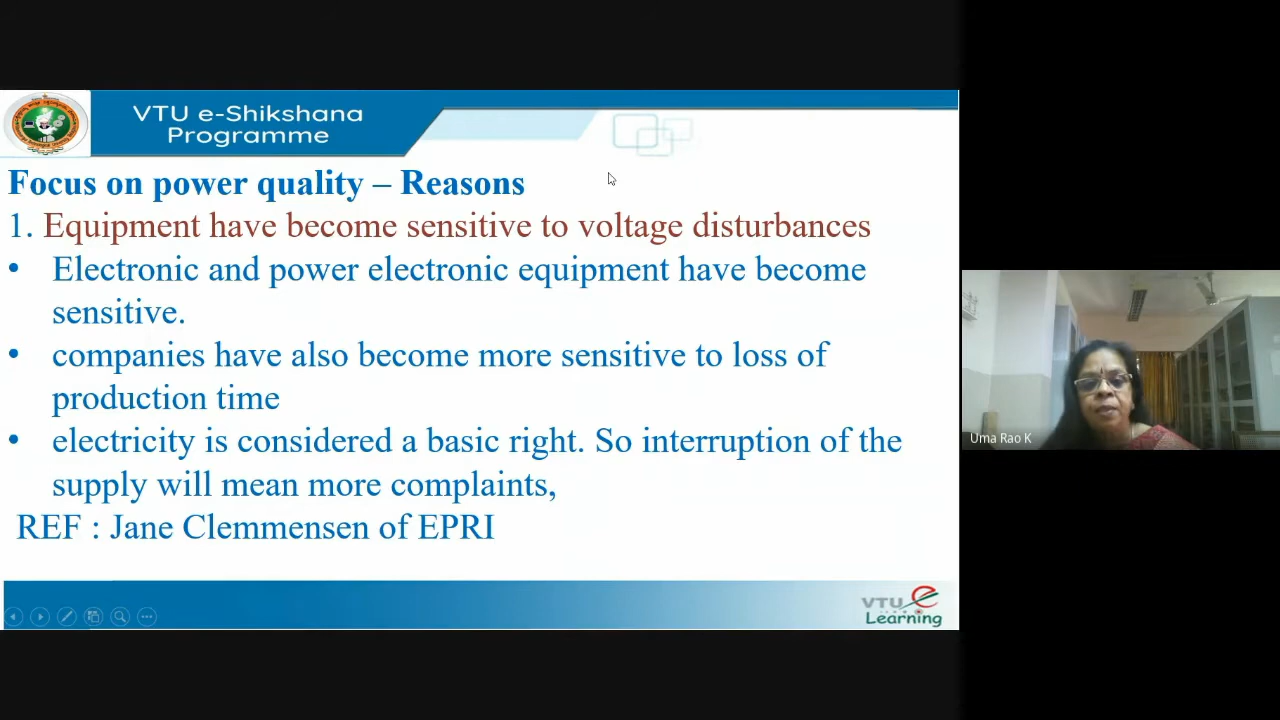 VTU e-Shikshana
Programme
Focus on power quality – Reasons
1. Equipment have become sensitive to voltage disturbances
• Electronic and power electronic equipment have become
sensitive.
• companies have also become more sensitive to loss of
production time
• electricity is considered a basic right. So interruption of the
supply will mean more complaints,
REF : Jane Clemmensen of EPRI
VTU e
Learning
Uma Rao K